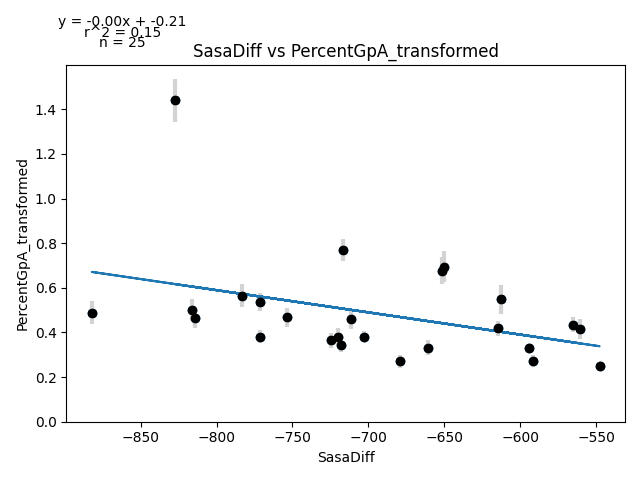 y = -0.00x + -0.21
r^2 = 0.15
n = 25
SasaDiff vs PercentGpA_transformed
PercentGpA_transformed
1.4
1.2
1.0
0.8
0.6
0.4
0.2
0.0
−850
−800
−750
−700
−650
−600
−550
SasaDiff